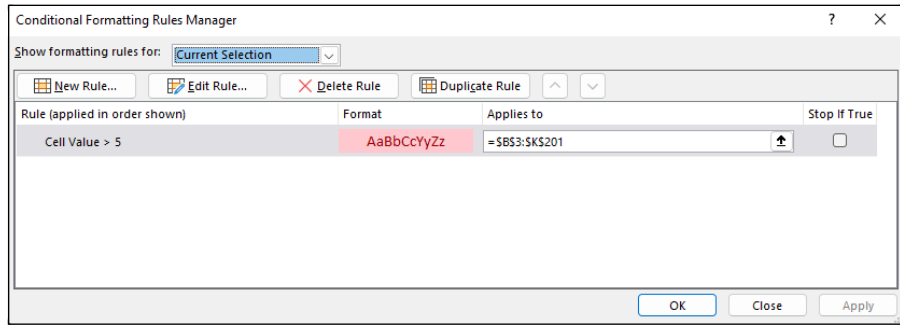 Conditional Formatting Rules Manager ? ×
Show formatting rules for: Current Selection
New Rule... Edit Rule... Delete Rule Duplicate Rule
Rule (applied in order shown) Format Applies to Stop If True
Cell Value > 5 AaBbCcYyZz =$B$3:$K$201
OK Close Apply